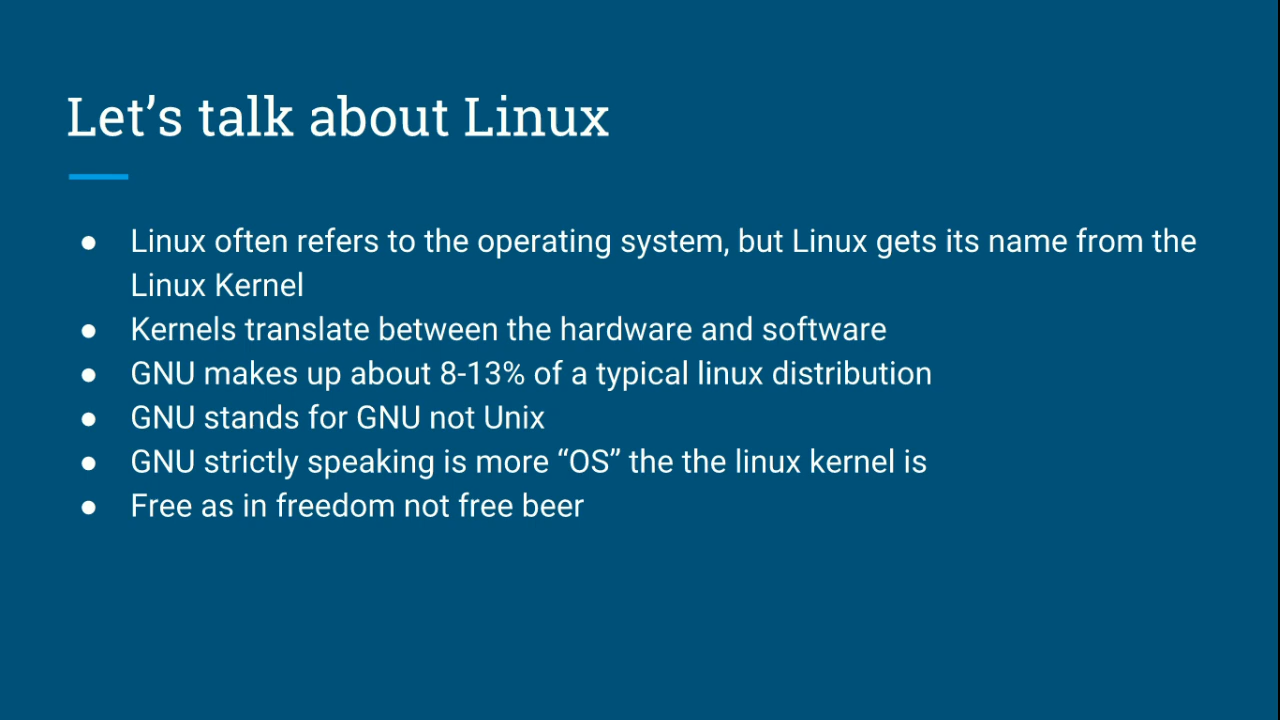 Let’s talk about Linux
● Linux often refers to the operating system, but Linux gets its name from the
Linux Kernel
● Kernels translate between the hardware and software
● GNU makes up about 8-13% of a typical linux distribution
● GNU stands for GNU not Unix
● GNU strictly speaking is more “OS” the the linux kernel is
● Free as in freedom not free beer